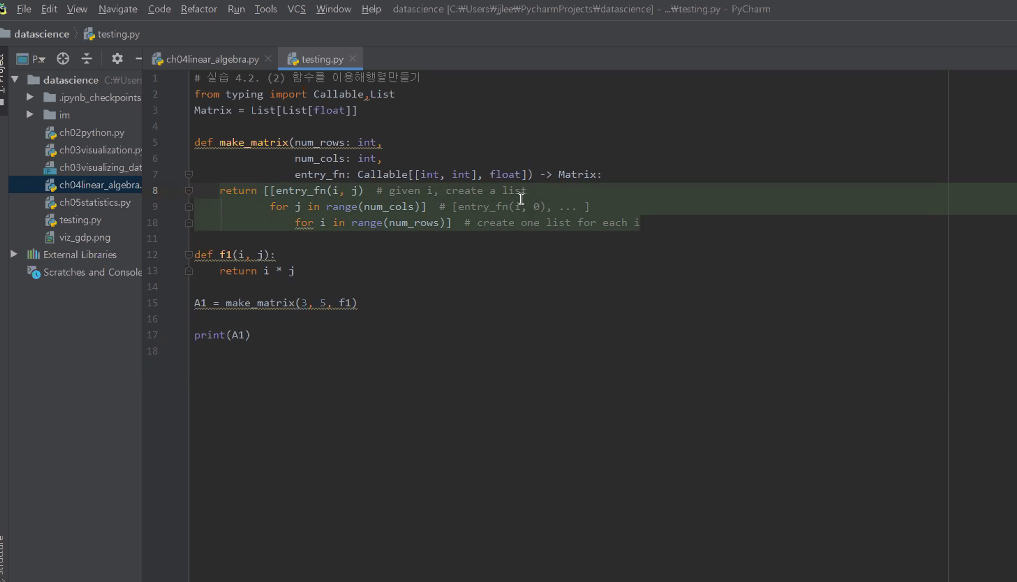 File Edit View Navigate Code Refactor Run Tools VCS Window Help datascience [C:₩Users₩jjlee₩PycharmProjects₩datascience] - ...₩testing.py - PyCharm
datascience testing.py
1: Project
P ch04linear_algebra.py testing.py
datascience C:₩User
.ipynb_checkpoints
im
ch02python.py
ch03visualization.py
ch03visualizing_dat
ch04linear_algebra.
ch05statistics.py
testing.py
viz_gdp.png
External Libraries
Scratches and Console
1 # 실습 4.2. (2) 함수를 이용해행렬만들기
2 from typing import Callable,List
3 Matrix = List[List[float]]
4
5 def make_matrix(num_rows: int,
6 num_cols: int,
7 entry_fn: Callable[[int, int], float]) -> Matrix:
8 return [[entry_fn(i, j) # given i, create a list
9 for j in range(num_cols)] # [entry_fn(i, 0), ... ]
10 for i in range(num_rows)] # create one list for each i
11
12 def f1(i, j):
13 return i * j
14
15 A1 = make_matrix(3, 5, f1)
16
17 print(A1)
18